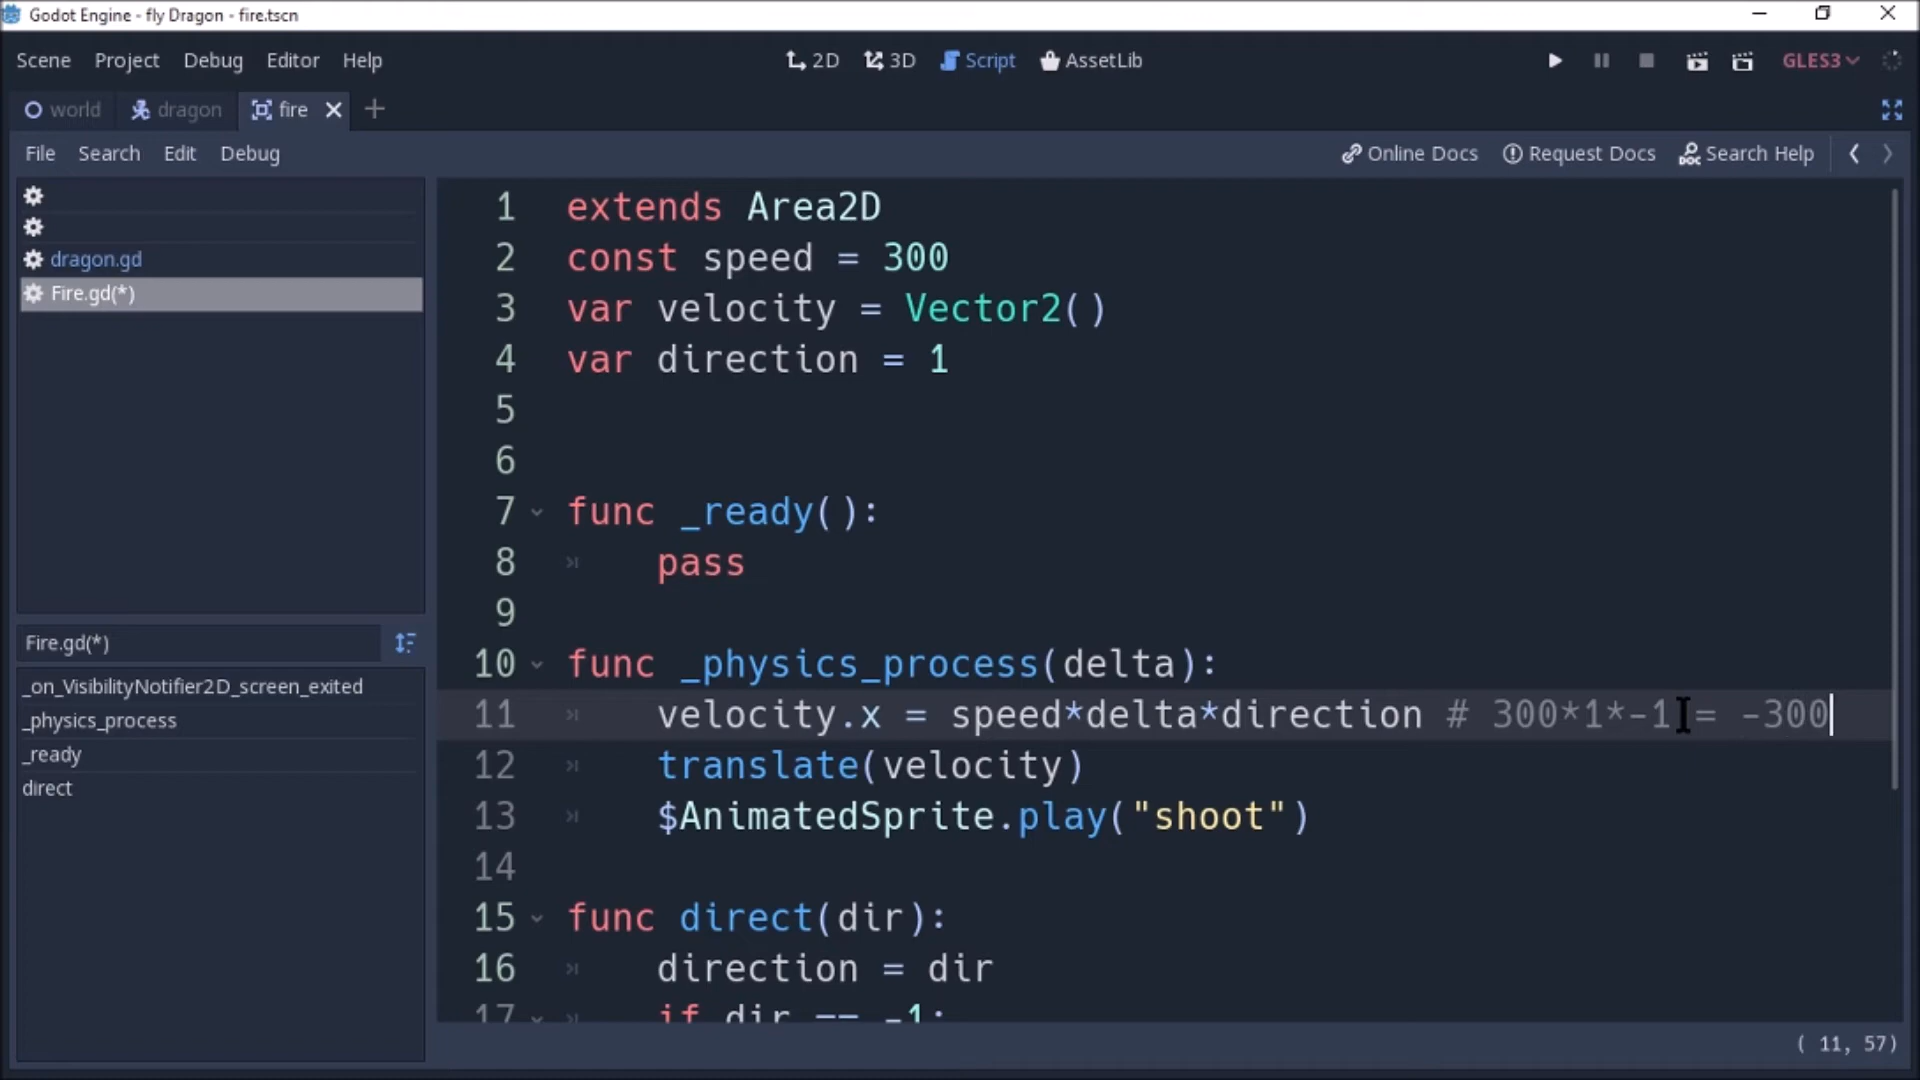 Godot Engine - fly Dragon - fire.tscn
Scene Project Debug Editor Help 2D 3D Script AssetLib GLES3
world dragon fire
File Search Edit Debug Online Docs Request Docs Search Help
dragon.gd
Fire.gd(*)
Fire.gd(*)
_on_VisibilityNotifier2D_screen_exited
_physics_process
_ready
direct
1 extends Area2D
2 const speed = 300
3 var velocity = Vector2()
4 var direction = 1
5
6
7 func _ready():
8 pass
9
10 func _physics_process(delta):
11 velocity.x = speed*delta*direction # 300*1*-1 = -300
12 translate(velocity)
13 $AnimatedSprite.play("shoot")
14
15 func direct(dir):
16 direction = dir
17 if dir == -1:
( 11, 57)